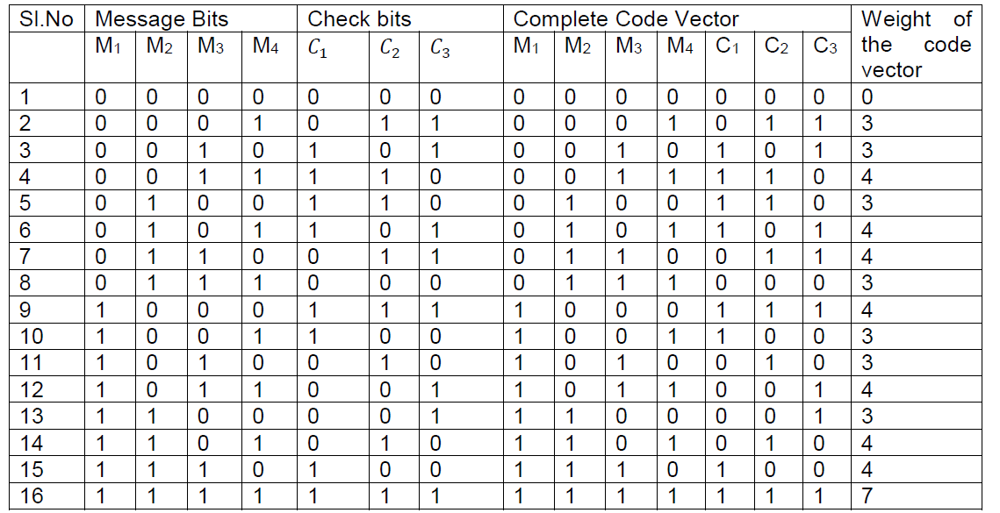 Sl.No Message Bits Check bits Complete Code Vector Weight of the code vector
M1 M2 M3 M4 C1 C2 C3 M1 M2 M3 M4 C1 C2 C3
1 0 0 0 0 0 0 0 0 0 0 0 0 0 0 0
2 0 0 0 1 0 1 1 0 0 0 1 0 1 1 3
3 0 0 1 0 1 0 1 0 0 1 0 1 0 1 3
4 0 0 1 1 1 1 0 0 0 1 1 1 1 0 4
5 0 1 0 0 1 1 0 0 1 0 0 1 1 0 3
6 0 1 0 1 1 0 1 0 1 0 1 1 0 1 4
7 0 1 1 0 0 1 1 0 1 1 0 0 1 1 4
8 0 1 1 1 0 0 0 0 1 1 1 0 0 0 3
9 1 0 0 0 1 1 1 1 0 0 0 1 1 1 4
10 1 0 0 1 1 0 0 1 0 0 1 1 0 0 3
11 1 0 1 0 0 1 0 1 0 1 0 0 1 0 3
12 1 0 1 1 0 0 1 1 0 1 1 0 0 1 4
13 1 1 0 0 0 0 1 1 1 0 0 0 0 1 3
14 1 1 0 1 0 1 0 1 1 0 1 0 1 0 4
15 1 1 1 0 1 0 0 1 1 1 0 1 0 0 4
16 1 1 1 1 1 1 1 1 1 1 1 1 1 1 7